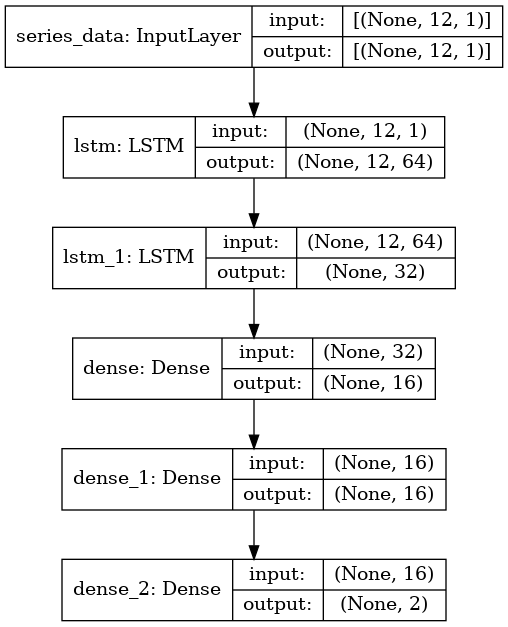 series_data: InputLayer
input:
[(None, 12, 1)]
output:
[(None, 12, 1)]
lstm: LSTM
input:
(None, 12, 1)
output:
(None, 12, 64)
lstm_1: LSTM
input:
(None, 12, 64)
output:
(None, 32)
dense: Dense
input:
(None, 32)
output:
(None, 16)
dense_1: Dense
input:
(None, 16)
output:
(None, 16)
dense_2: Dense
input:
(None, 16)
output:
(None, 2)